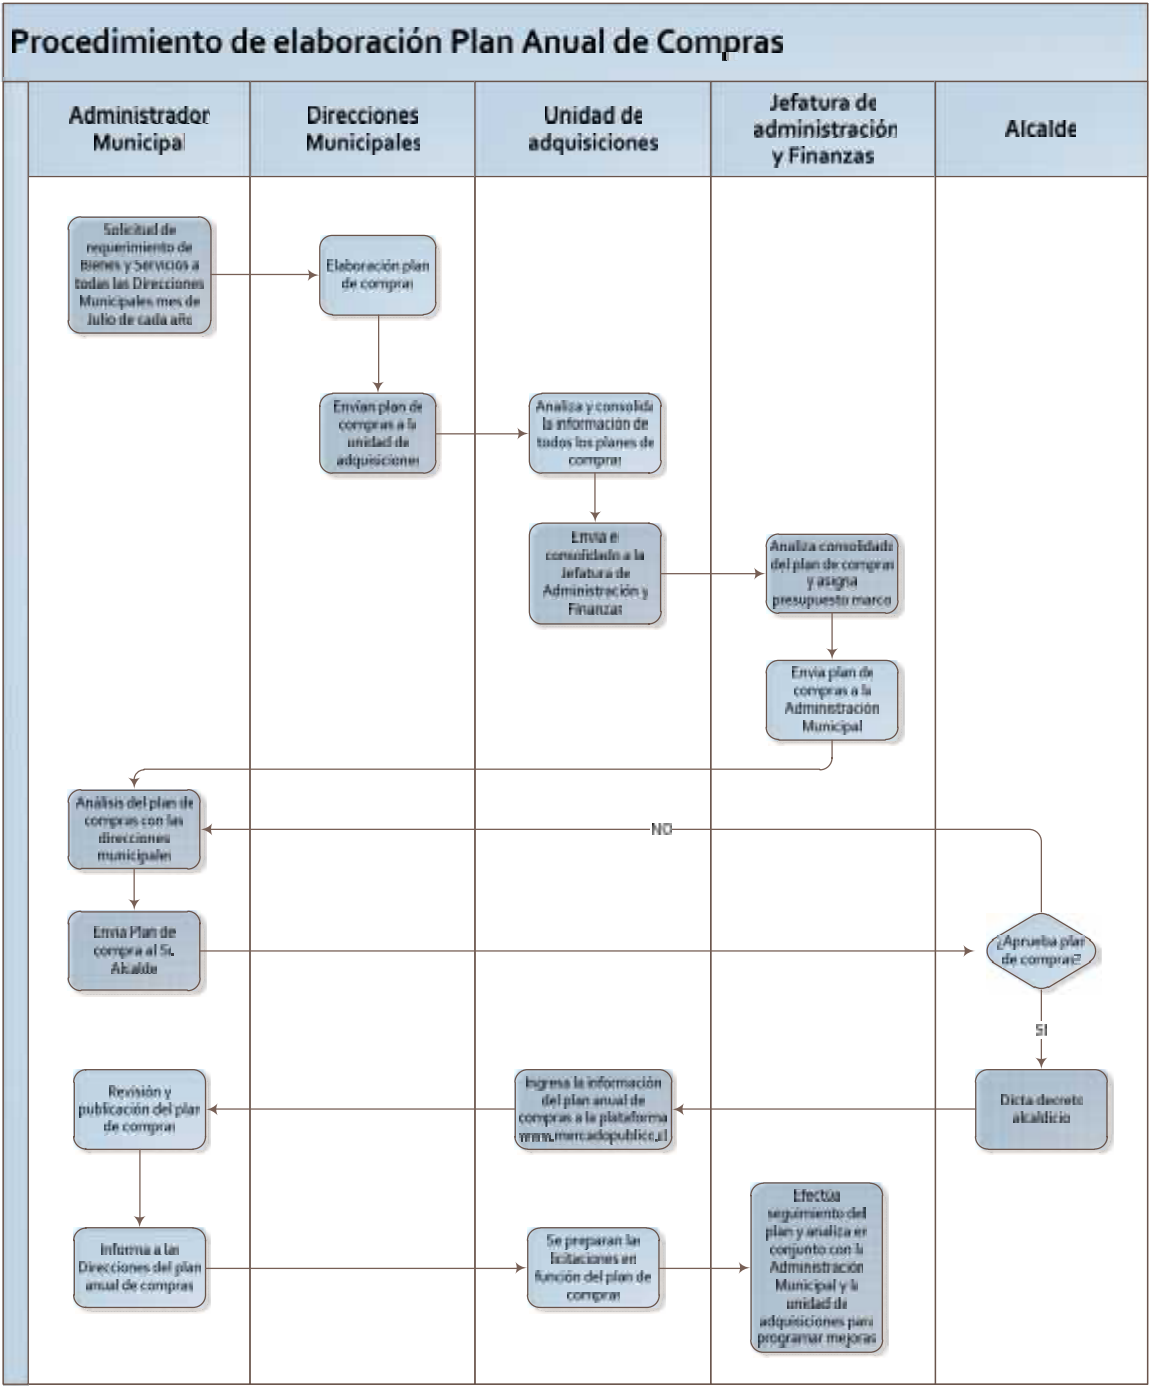 Procedimiento de elaboración Plan Anual de Compras
Administrador
Municipal
Direcciones
Municipales
Unidad de
adquisiciones
Jefatura de
administración
y Finanzas
Alcalde
Solicitud de
requerimiento de
Bienes y Servicios a
todas las Direcciones
Municipales mes de
Julio de cada año
Elaboración plan
de compras
Envían plan de
compras a la
unidad de
adquisiciones
Analiza y consolida
la información de
todos los planes de
compras
Envía el
consolidado a la
Jefatura de
Administración y
Finanzas
Analiza consolidado
del plan de compras
y asigna
presupuesto marco
Envía plan de
compras a la
Administración
Municipal
Análisis del plan de
compras con las
direcciones
municipales
NO
Envía Plan de
compra al Sr.
Alcalde
¿Aprueba plan
de compras?
SI
Dicta decreto
alcaldicio
Ingresa la información
del plan anual de
compras a la plataforma
www.mercadopublico.cl
Revisión y
publicación del plan
de compras
Informa a las
Direcciones del plan
anual de compras
Se preparan las
licitaciones en
función del plan de
compras
Efectúa
seguimiento del
plan y analiza en
conjunto con la
Administración
Municipal y la
unidad de
adquisiciones para
programar mejoras